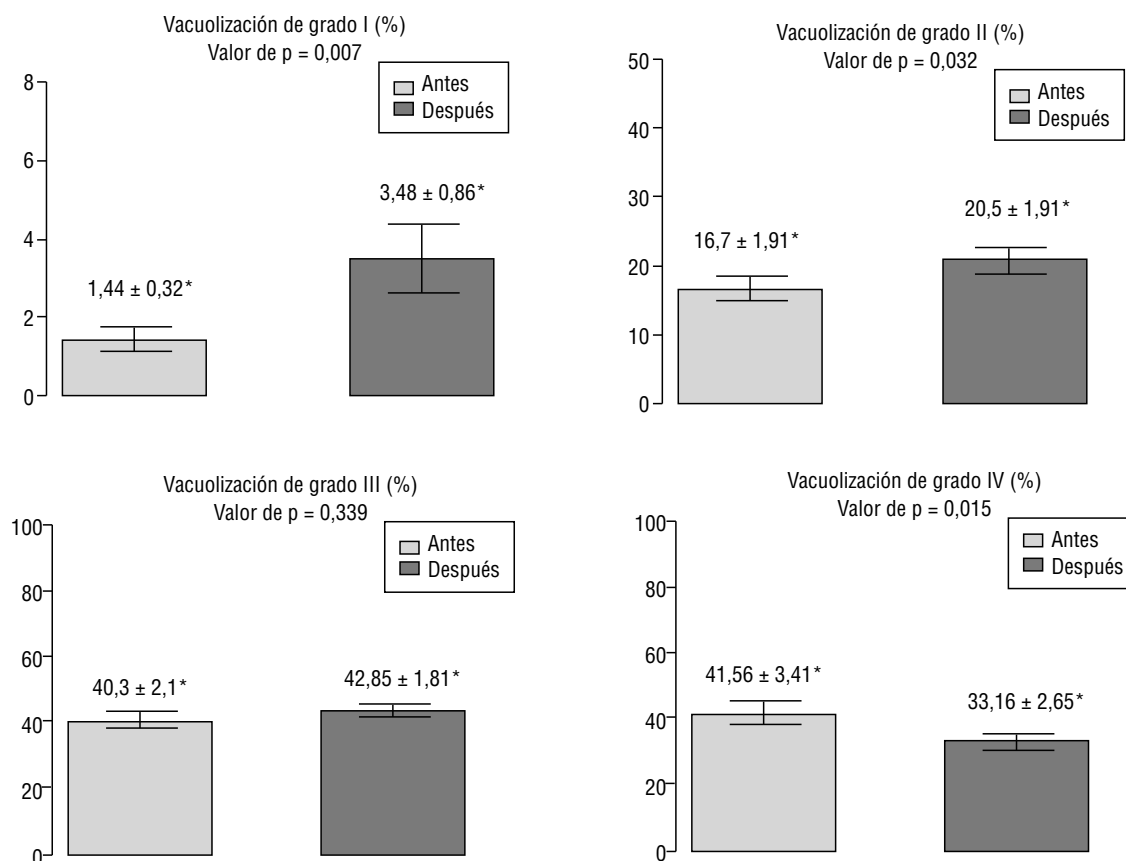 Vacuolización de grado I (%)
Valor de p = 0,007
Antes
Después
8
6
4
2
0
1,44 ± 0,32*
3,48 ± 0,86*
Vacuolización de grado II (%)
Valor de p = 0,032
Antes
Después
50
40
30
20
10
0
16,7 ± 1,91*
20,5 ± 1,91*
Vacuolización de grado III (%)
Valor de p = 0,339
Antes
Después
100
80
60
40
20
0
40,3 ± 2,1*
42,85 ± 1,81*
Vacuolización de grado IV (%)
Valor de p = 0,015
Antes
Después
100
80
60
40
20
0
41,56 ± 3,41*
33,16 ± 2,65*